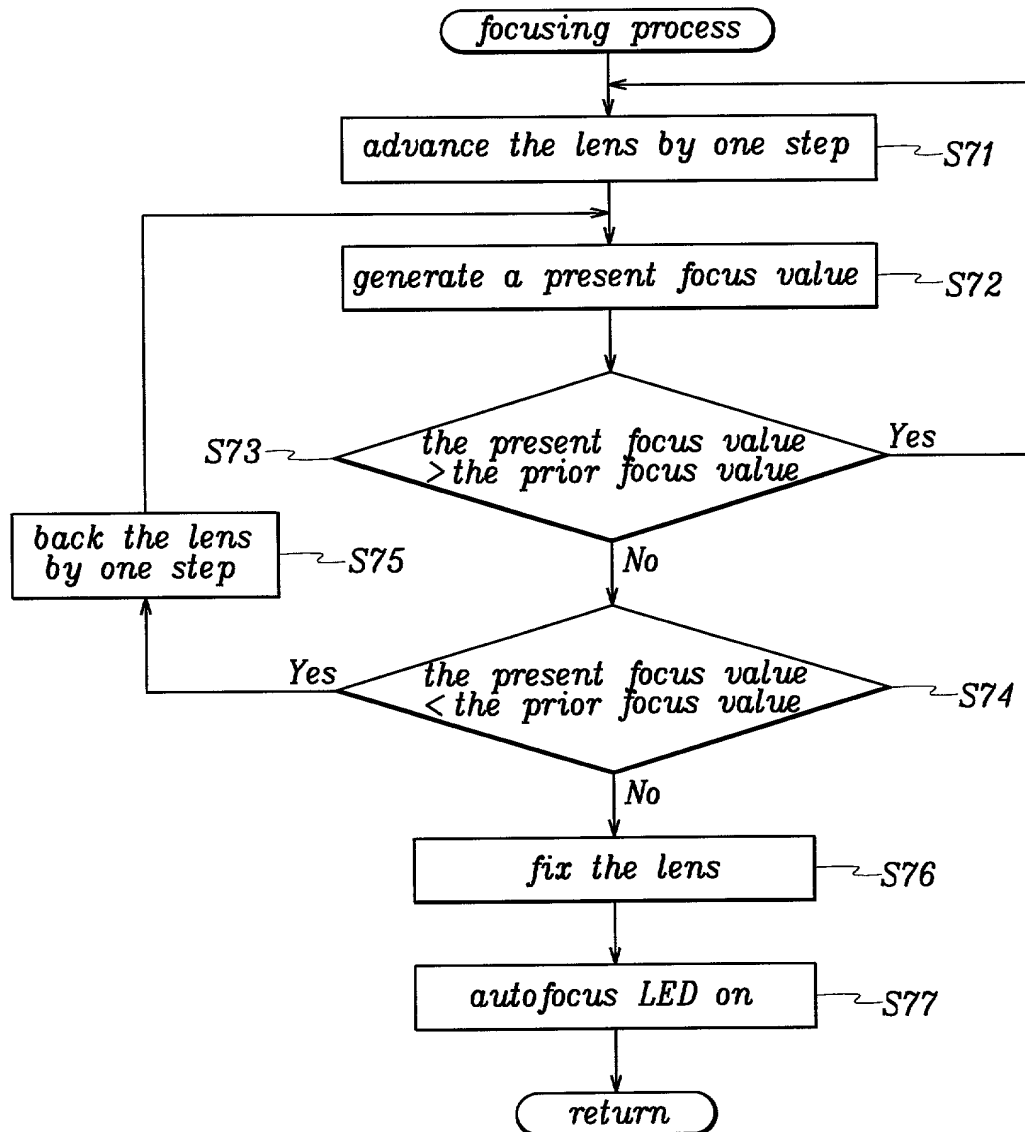 focusing process
advance the lens by one step
S71
generate a present focus value
S72
S73
the present focus value
>the prior focus value
Yes
back the lens
by one step
S75
No
Yes
the present focus value
<the prior focus value
S74
No
fix the lens
S76
autofocus LED on
S77
return